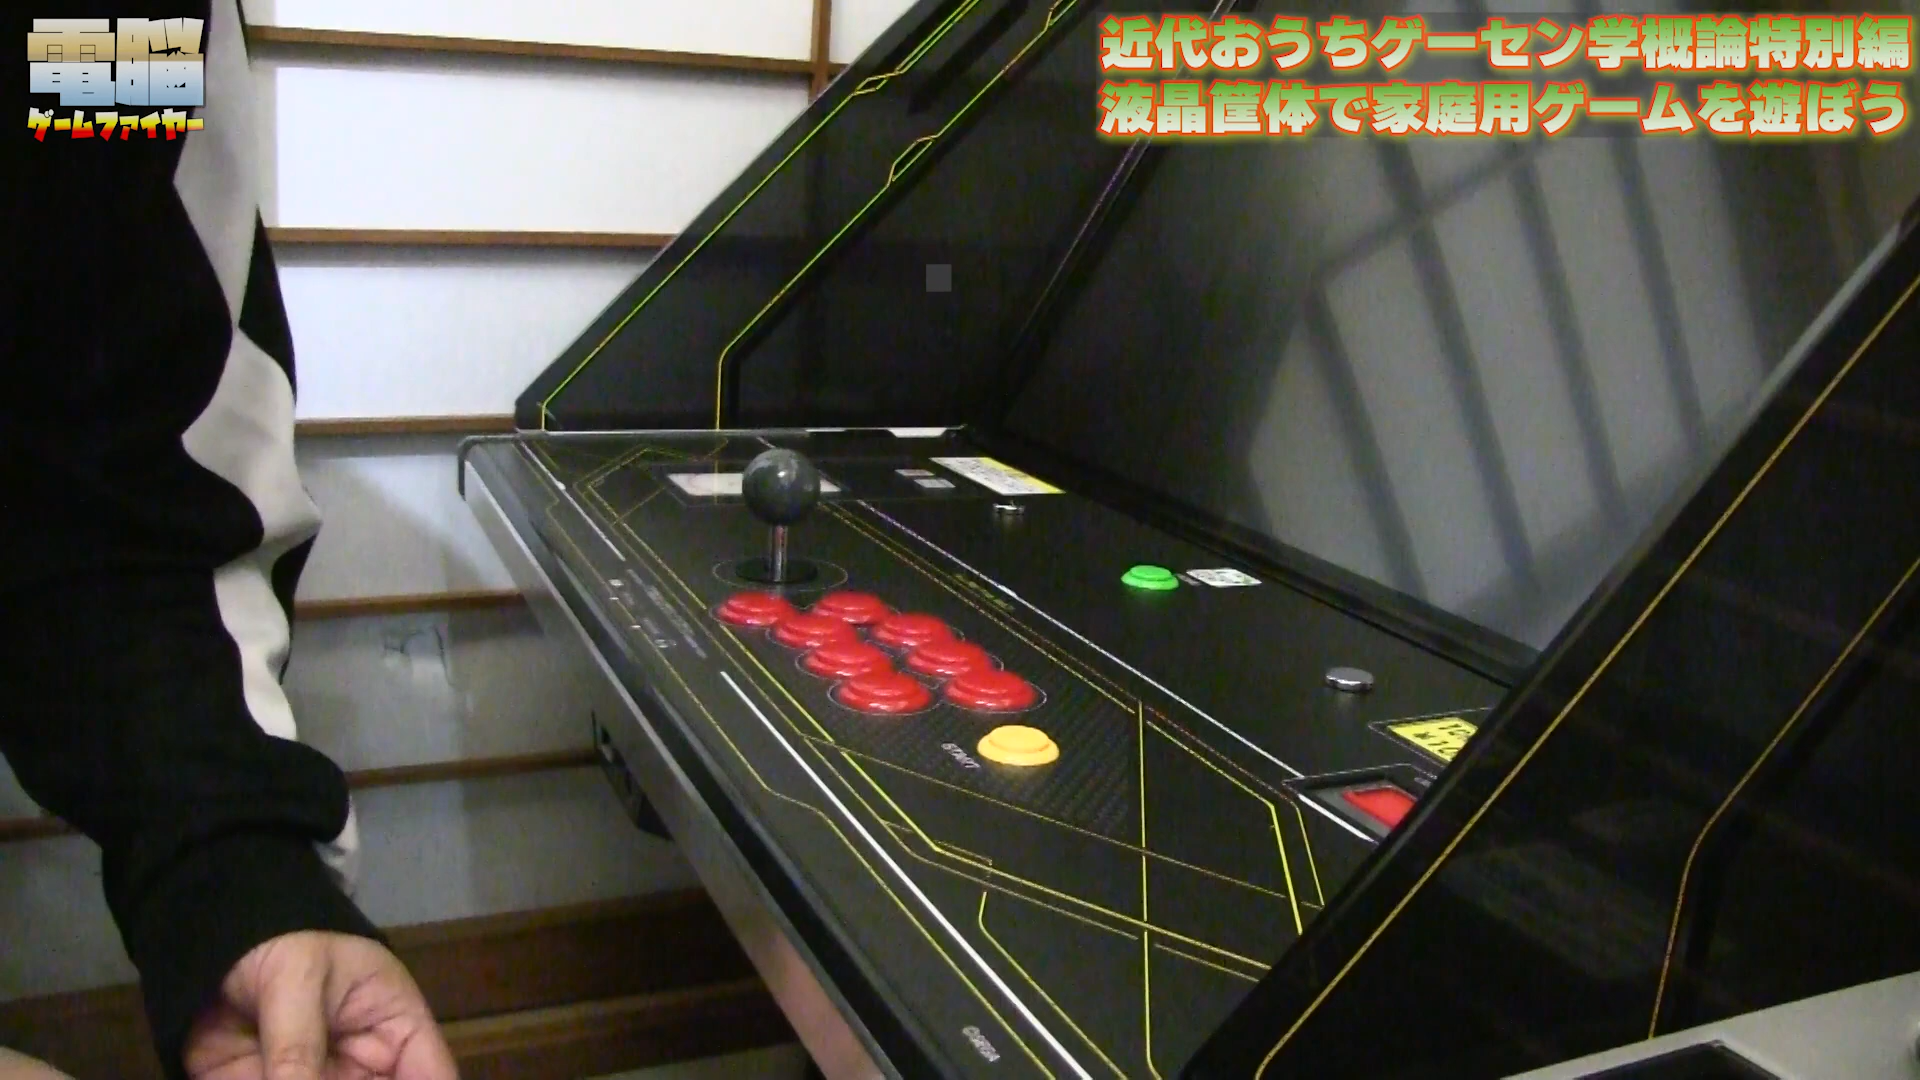 電脳
ゲームファイヤー
近代おうちゲーセン学概論特別編
液晶筐体で家庭用ゲームを遊ぼう
START
©SEGA